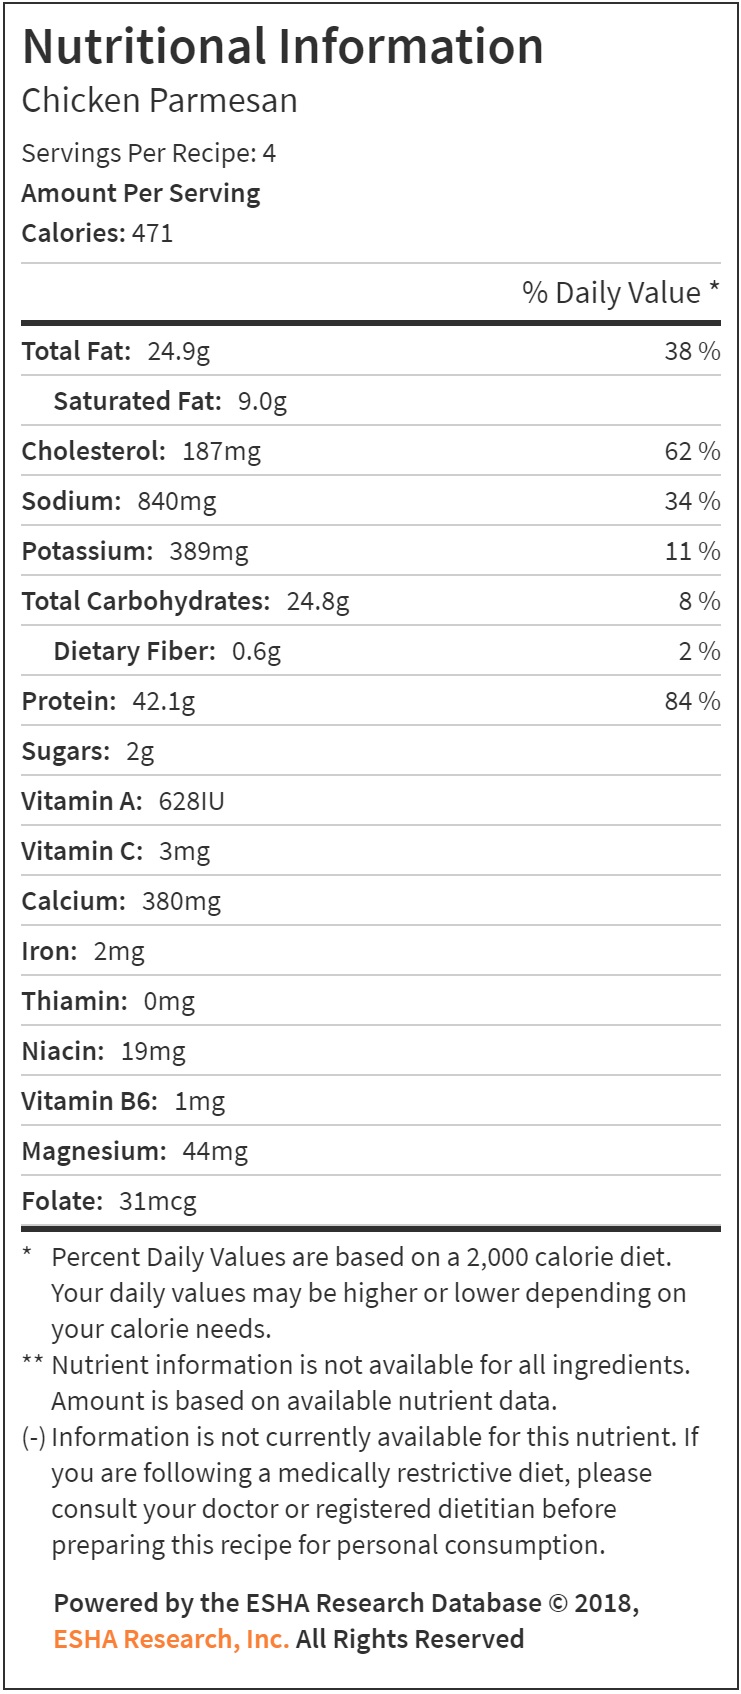 Nutritional Information
Chicken Parmesan
Servings Per Recipe: 4
Amount Per Serving
Calories: 471
% Daily Value *
Total Fat: 24.9g 38 %
Saturated Fat: 9.0g
Cholesterol: 187mg 62 %
Sodium: 840mg 34 %
Potassium: 389mg 11 %
Total Carbohydrates: 24.8g 8 %
Dietary Fiber: 0.6g 2 %
Protein: 42.1g 84 %
Sugars: 2g
Vitamin A: 628IU
Vitamin C: 3mg
Calcium: 380mg
Iron: 2mg
Thiamin: 0mg
Niacin: 19mg
Vitamin B6: 1mg
Magnesium: 44mg
Folate: 31mcg
* Percent Daily Values are based on a 2,000 calorie diet.
Your daily values may be higher or lower depending on
your calorie needs.
** Nutrient information is not available for all ingredients.
Amount is based on available nutrient data.
(-) Information is not currently available for this nutrient. If
you are following a medically restrictive diet, please
consult your doctor or registered dietitian before
preparing this recipe for personal consumption.
Powered by the ESHA Research Database © 2018,
ESHA Research, Inc. All Rights Reserved